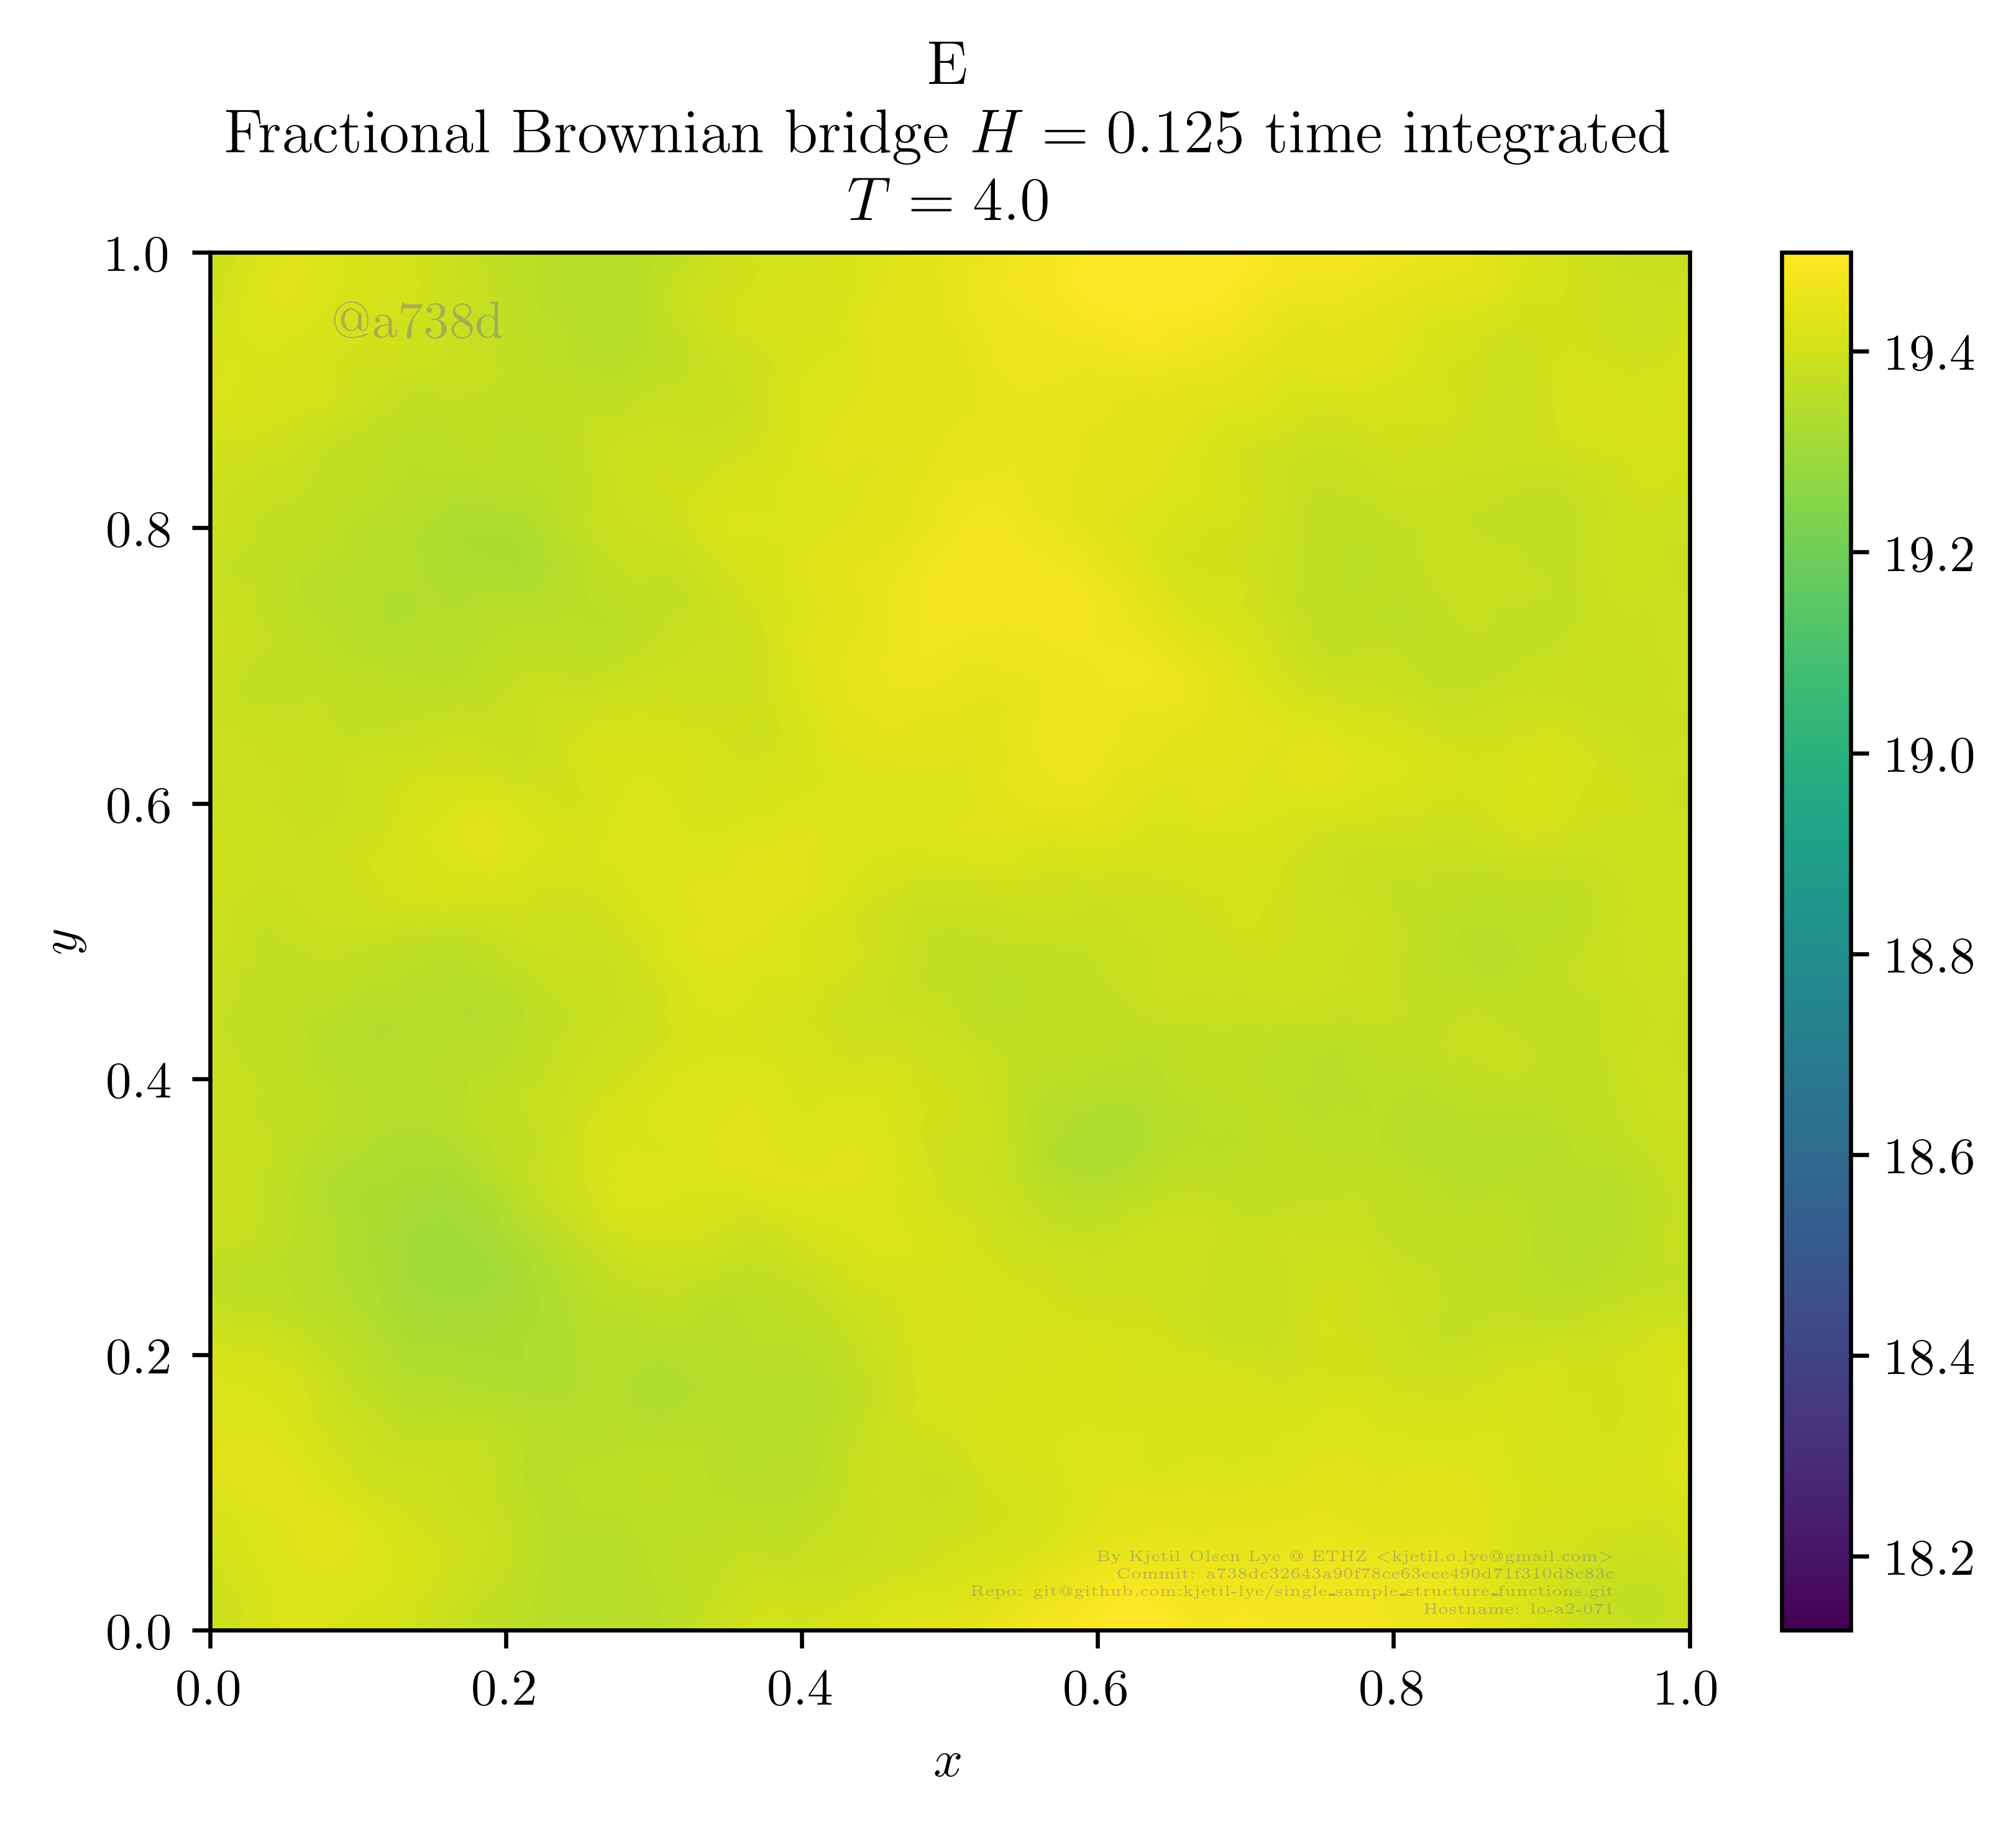 E
Fractional Brownian bridge H = 0.125 time integrated
T = 4.0
@a738d
1.0
0.8
0.6
0.4
0.2
0.0
y
0.0 0.2 0.4 0.6 0.8 1.0
x
19.4
19.2
19.0
18.8
18.6
18.4
18.2
By Kjetil Olsen Lye @ ETHZ <kjetil.o.lye@gmail.com>
Commit: a738dc32643a90f78ce63eee490d71f310d8c83c
Repo: git@github.com:kjetil-lye/single_sample_structure_functions.git
Hostname: lo-a2-071